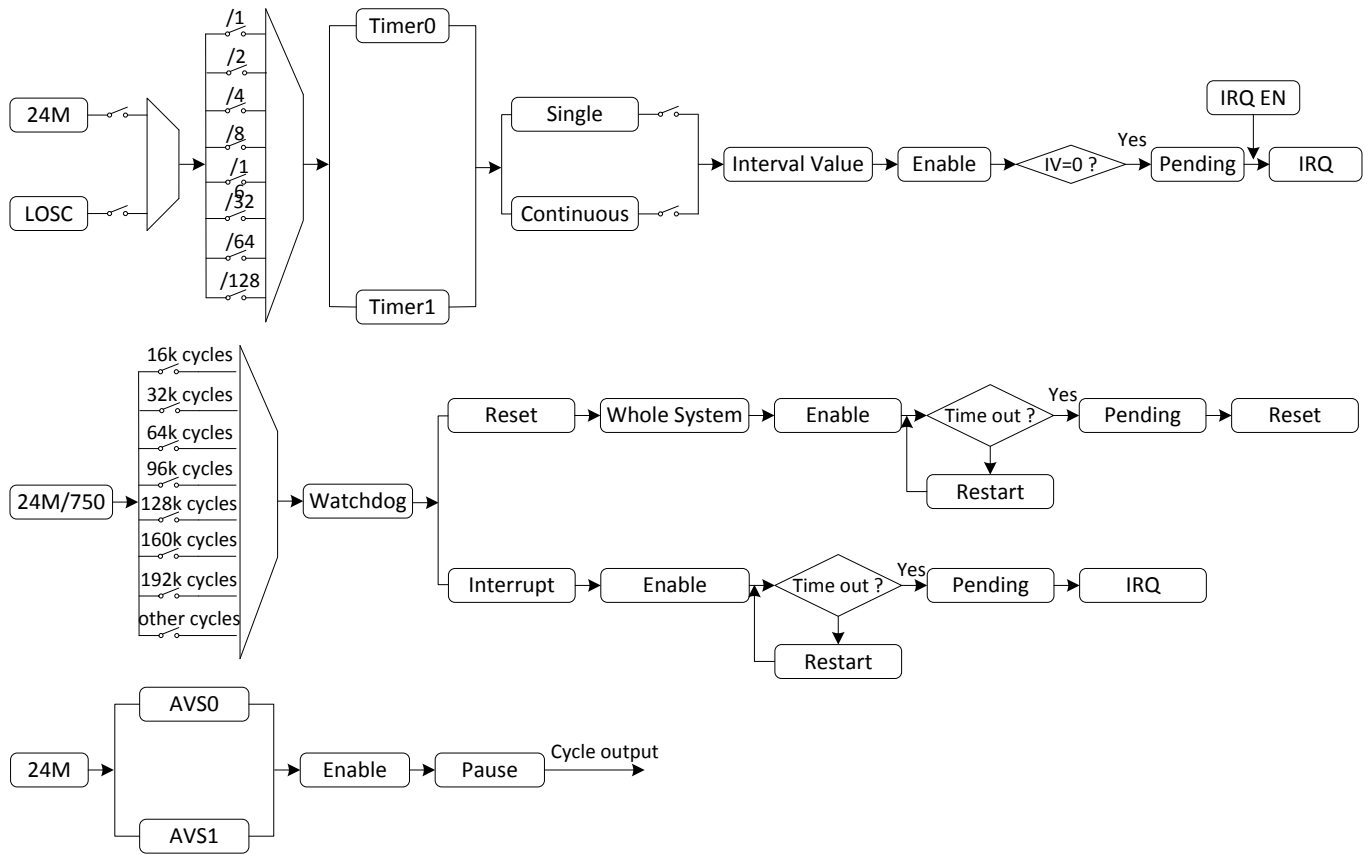 /1
/2
/4
/8
/1
6
/32
/64
/128
24M
LOSC
Timer0
Timer1
Single
Continuous
Interval Value
Enable
IV=0 ?
Yes
Pending
IRQ EN
IRQ
24M/750
16k cycles
32k cycles
64k cycles
96k cycles
128k cycles
160k cycles
192k cycles
other cycles
Watchdog
Reset
Whole System
Enable
Time out ?
Yes
Pending
Reset
Restart
Interrupt
Enable
Time out ?
Yes
Pending
IRQ
Restart
24M
AVS0
AVS1
Enable
Pause
Cycle output